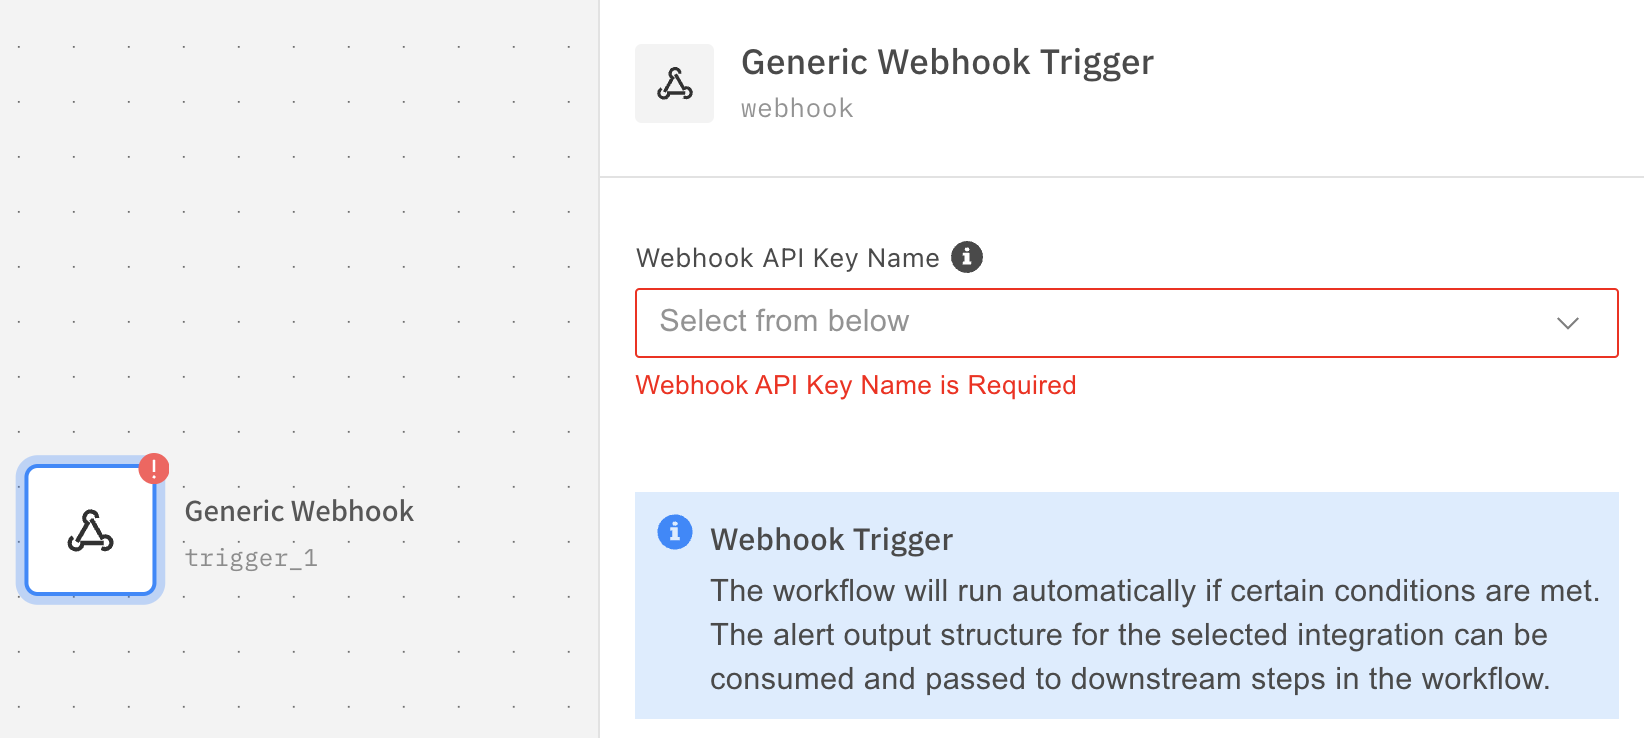 Generic Webhook Trigger
webhook
Webhook API Key Name
Select from below
Webhook API Key Name is Required
Generic Webhook
trigger_1
Webhook Trigger
The workflow will run automatically if certain conditions are met.
The alert output structure for the selected integration can be
consumed and passed to downstream steps in the workflow.